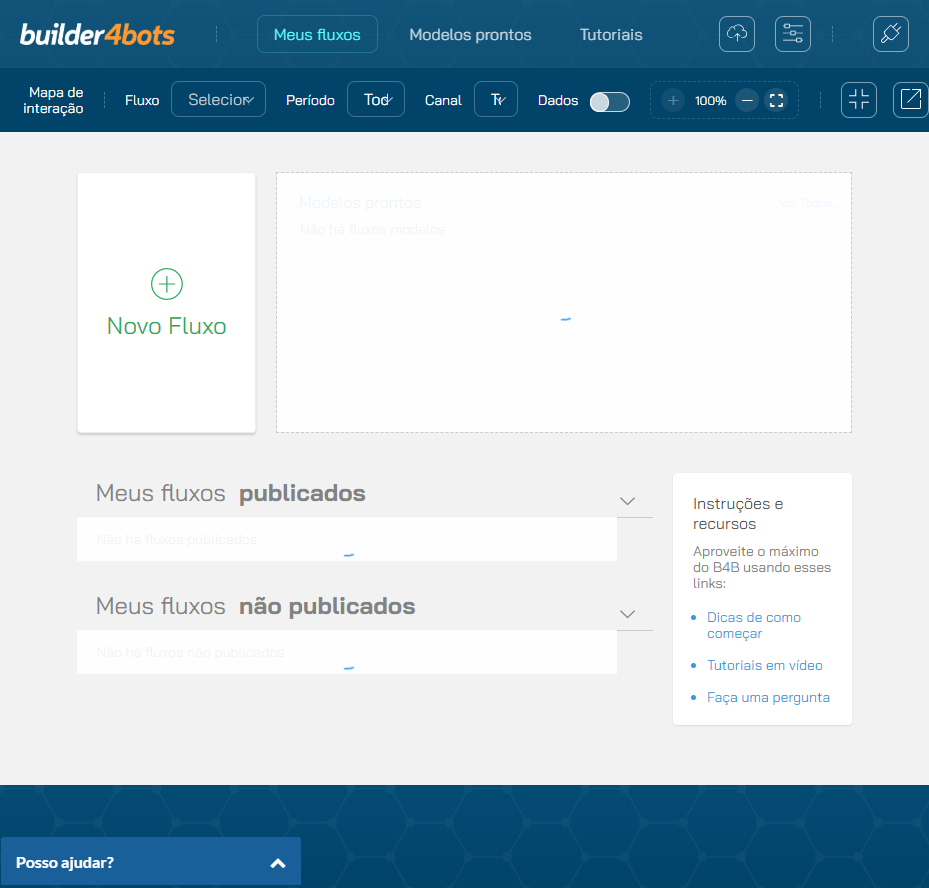 builder4bots
Meus fluxos
Modelos prontos
Tutoriais
Mapa de
interação
Fluxo
Selecior
Período
Tod
Canal
Dados
100%
Novo Fluxo
Modelos prontos
Ver Todos...
Não há fluxos modelos
Meus fluxos publicados
Não há fluxos publicados
Meus fluxos não publicados
Não há fluxos não publicados
Instruções e
recursos
Aproveite o máximo
do B4B usando esses
links:
Dicas de como
começar
Tutoriais em vídeo
Faça uma pergunta
Posso ajudar?